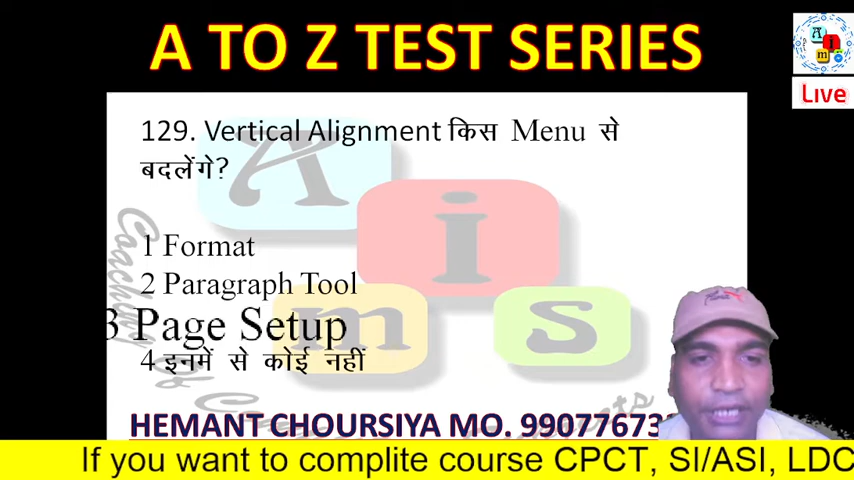 A TO Z TEST SERIES
A
i
m
Live
129. Vertical Alignment किस Menu से
बदलेंगे?
A
i
m
s
1 Format
2 Paragraph Tool
3 Page Setup
4 इनमें से कोई नहीं
HEMANT CHOURSIYA MO. 99077673
If you want to complite course CPCT, SI/ASI, LDC